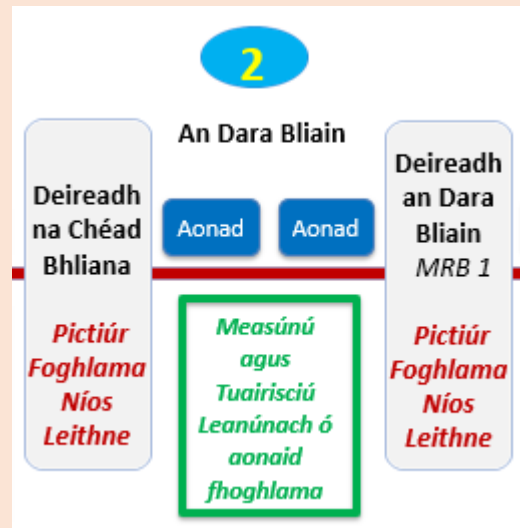 2
An Dara Bliain
Deireadh
na Chéad
Bhliana
Pictiúr
Foghlama
Níos
Leithne
Aonad
Aonad
Measúnú
agus
Tuairisciú
Leanúnach ó
aonaid
fhoghlama
Deireadh
an Dara
Bliain
MRB 1
Pictiúr
Foghlama
Níos
Leithne